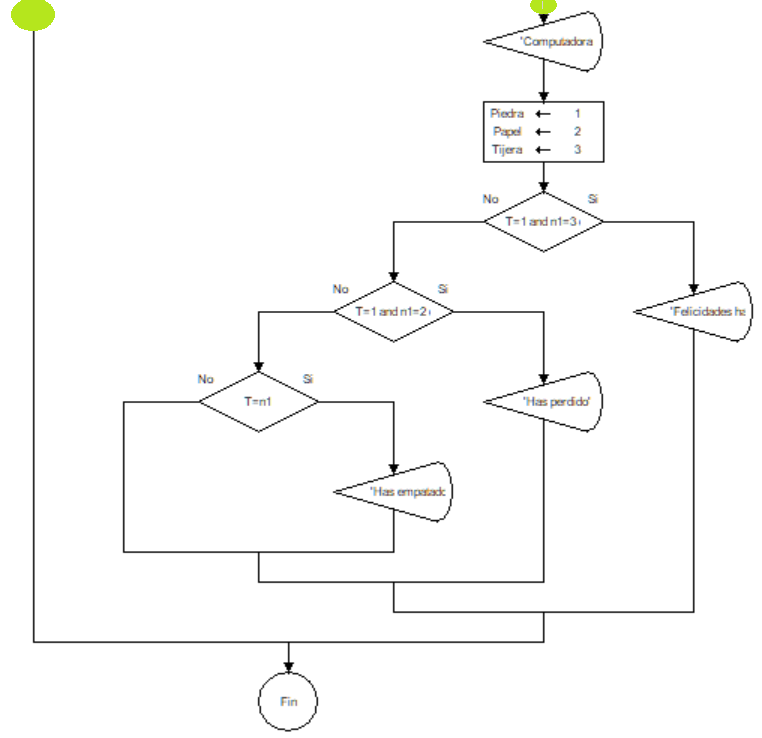 'Computadora
Piedra ← 1
Papel ← 2
Tijera ← 3
No
Si
T=1 and n1=3
No
Si
T=1 and n1=2
'Felicidades ha
No
Si
T=n1
'Has perdido'
'Has empatado
Fin